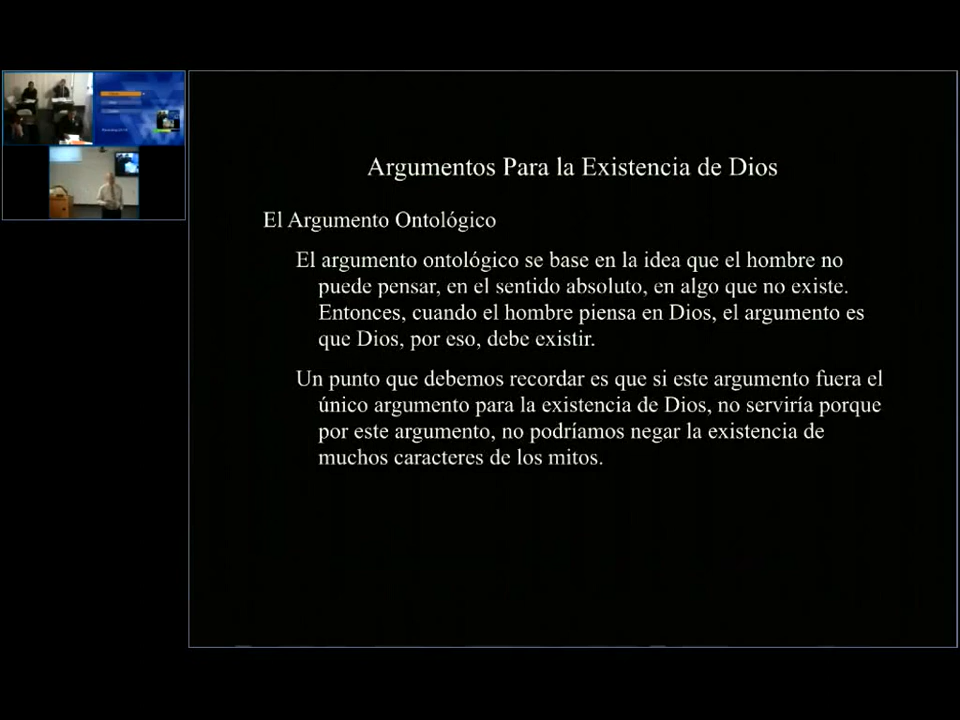 Argumentos Para la Existencia de Dios
El Argumento Ontológico
El argumento ontológico se base en la idea que el hombre no
puede pensar, en el sentido absoluto, en algo que no existe.
Entonces, cuando el hombre piensa en Dios, el argumento es
que Dios, por eso, debe existir.
Un punto que debemos recordar es que si este argumento fuera el
único argumento para la existencia de Dios, no serviría porque
por este argumento, no podríamos negar la existencia de
muchos caracteres de los mitos.